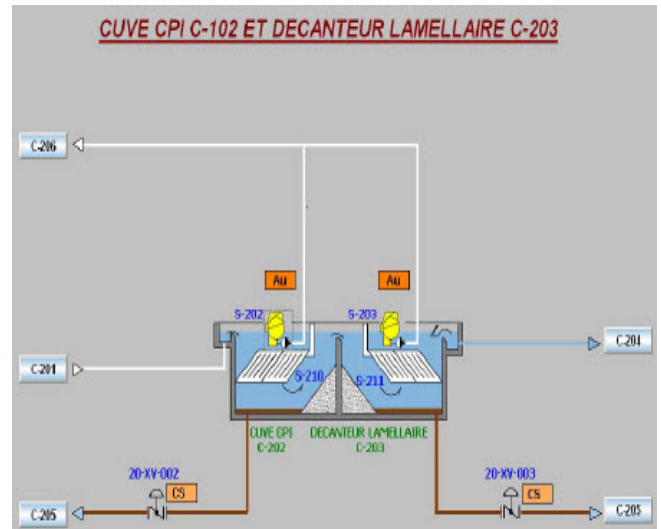 CUVE CPI C-102 ET DECANTEUR LAMELLAIRE C-203
C-206
Au
Au
S-202
S-203
C-204
C-201
S-210
S-211
CUVE CPI
C-202
DECANTEUR LAMELLAIRE
C-203
20-XV-002
CS
20-XV-003
CS
C-205
C-205